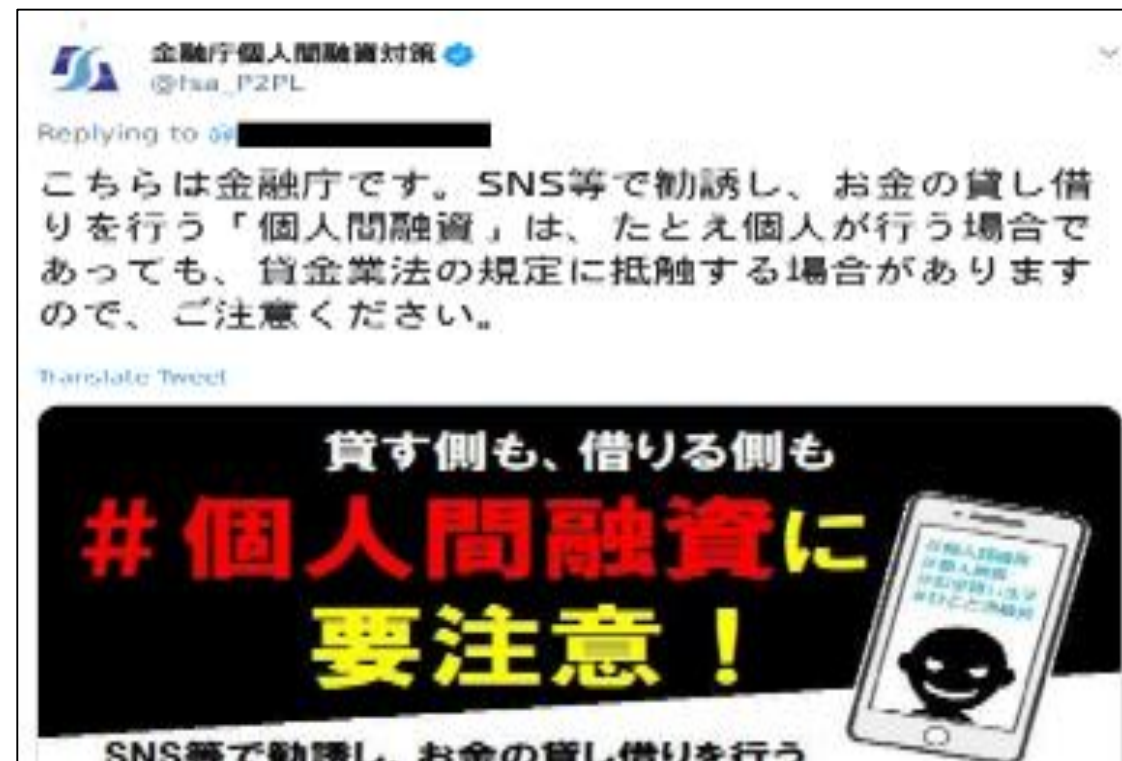 金融庁個人間融資対策
@fsa_P2PL
Replying to
こちらは金融庁です。SNS等で勧誘し、お金の貸し借
りを行う「個人間融資」は、たとえ個人が行う場合で
あっても、貸金業法の規定に抵触する場合があります
ので、ご注意ください。
Translate Tweet
貸す側も、借りる側も
#個人間融資に
要注意！
#個人間融資
SNS等で勧誘し、お金の貸し借りを行う